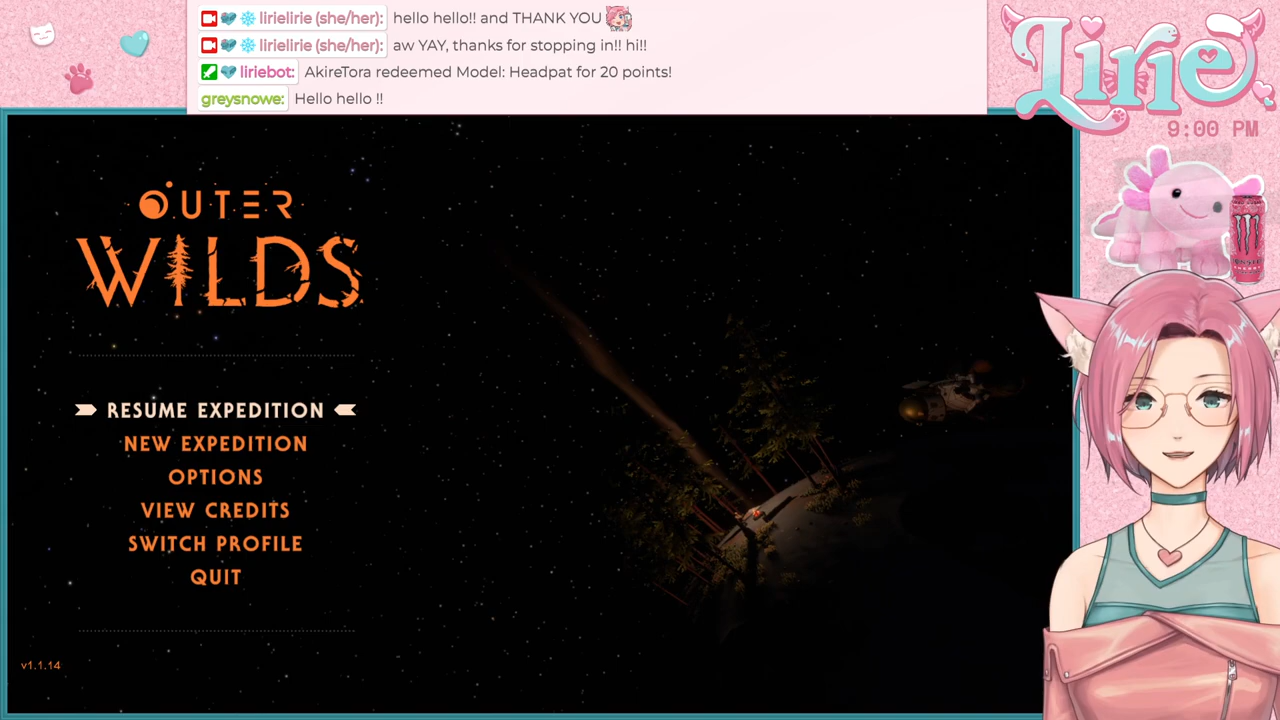 lirielirie (she/her): hello hello!! and THANK YOU
lirielirie (she/her): aw YAY, thanks for stopping in!! hi!!
liriebot: AkireTora redeemed Model: Headpat for 20 points!
greysnowe: Hello hello !!
Lirie
9:00 PM
OUTER
WILDS
RESUME EXPEDITION
NEW EXPEDITION
OPTIONS
VIEW CREDITS
SWITCH PROFILE
QUIT
v1.1.14